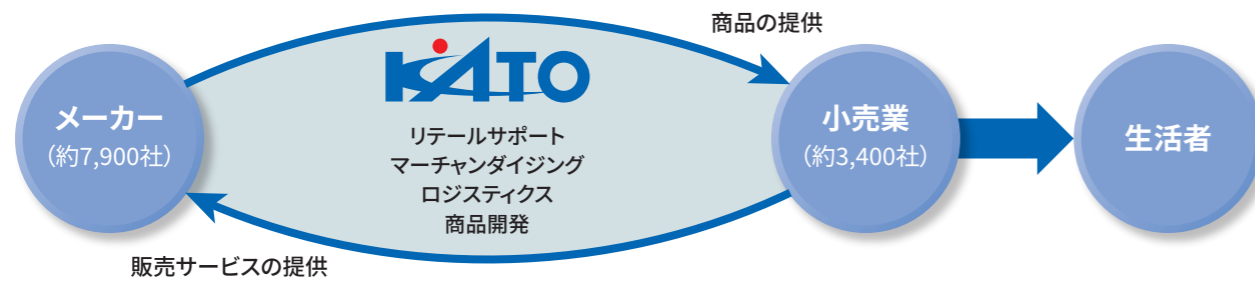 商品の提供
KATO
メーカー
（約7,900社）
リテールサポート
マーチャンダイジング
ロジスティクス
商品開発
小売業
（約3,400社）
生活者
販売サービスの提供